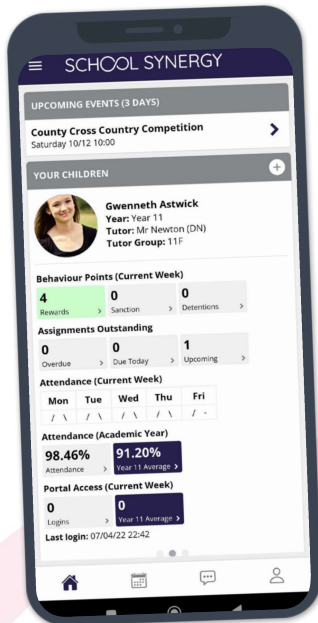 SCHOOL SYNERGY
UPCOMING EVENTS (3 DAYS)
County Cross Country Competition
Saturday 10/12 10:00
YOUR CHILDREN
Gwenneth Astwick
Year: Year 11
Tutor: Mr Newton (DN)
Tutor Group: 11F
Behaviour Points (Current Week)
4 0 0
Rewards Sanction Detentions
Assignments Outstanding
0 0 1
Overdue Due Today Upcoming
Attendance (Current Week)
Mon Tue Wed Thu Fri
/ \ / \ / \ / \ / -
Attendance (Academic Year)
98.46% 91.20%
Attendance Year 11 Average
Portal Access (Current Week)
0 0
Logins Year 11 Average
Last login: 07/04/22 22:42